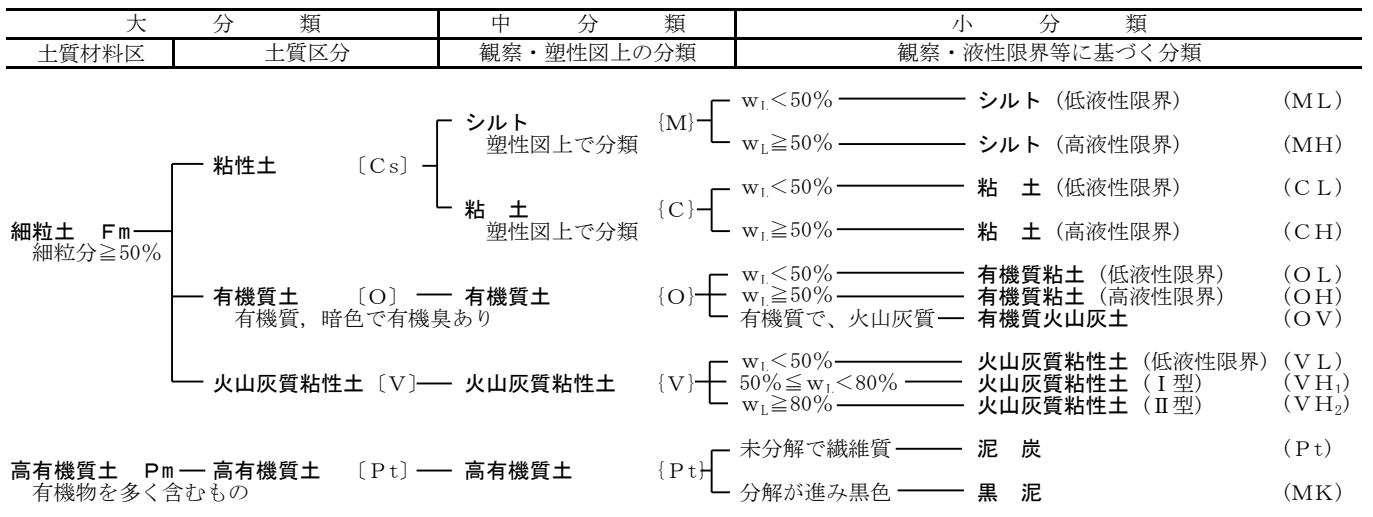 大　分　類　中　分　類　小　分　類
土質材料区　土質区分　観察・塑性図上の分類　観察・液性限界等に基づく分類
wL＜50%　シルト（低液性限界）　（ML）
シルト　{M}
塑性図上で分類　wL≧50%　シルト（高液性限界）　（MH）
粘性土　〔Cs〕
wL＜50%　粘　土（低液性限界）　（CL）
粘　土　{C}
細粒土　Fm　塑性図上で分類　wL≧50%　粘　土（高液性限界）　（CH）
細粒分≧50%
wL＜50%　有機質粘土（低液性限界）　（OL）
有機質土　〔O〕　有機質土　{O}　wL≧50%　有機質粘土（高液性限界）　（OH）
有機質，暗色で有機臭あり　有機質で、火山灰質　有機質火山灰土　（OV）
wL＜50%　火山灰質粘性土（低液性限界）（VL）
火山灰質粘性土〔V〕　火山灰質粘性土　{V}　50%≦wL＜80%　火山灰質粘性土（Ⅰ型）　（VH₁）
wL≧80%　火山灰質粘性土（Ⅱ型）　（VH₂）
未分解で繊維質　泥　炭　（Pt）
高有機質土　Pm　高有機質土　〔Pt〕　高有機質土　{Pt}
有機物を多く含むもの　分解が進み黒色　黒　泥　（MK）